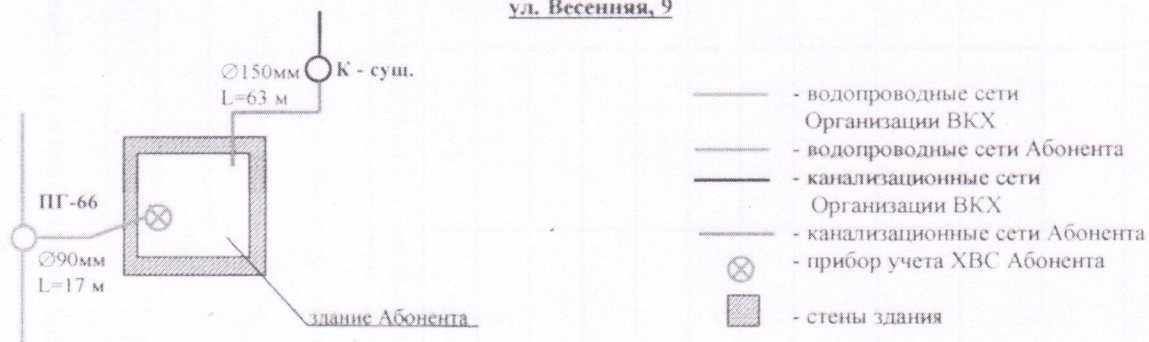 ул. Весенняя, 9
∅150мм
L=63 м
К - сущ.
ПГ-66
∅90мм
L=17 м
здание Абонента
- водопроводные сети
Организации ВКХ
- водопроводные сети Абонента
- канализационные сети
Организации ВКХ
- канализационные сети Абонента
- прибор учета ХВС Абонента
- стены здания